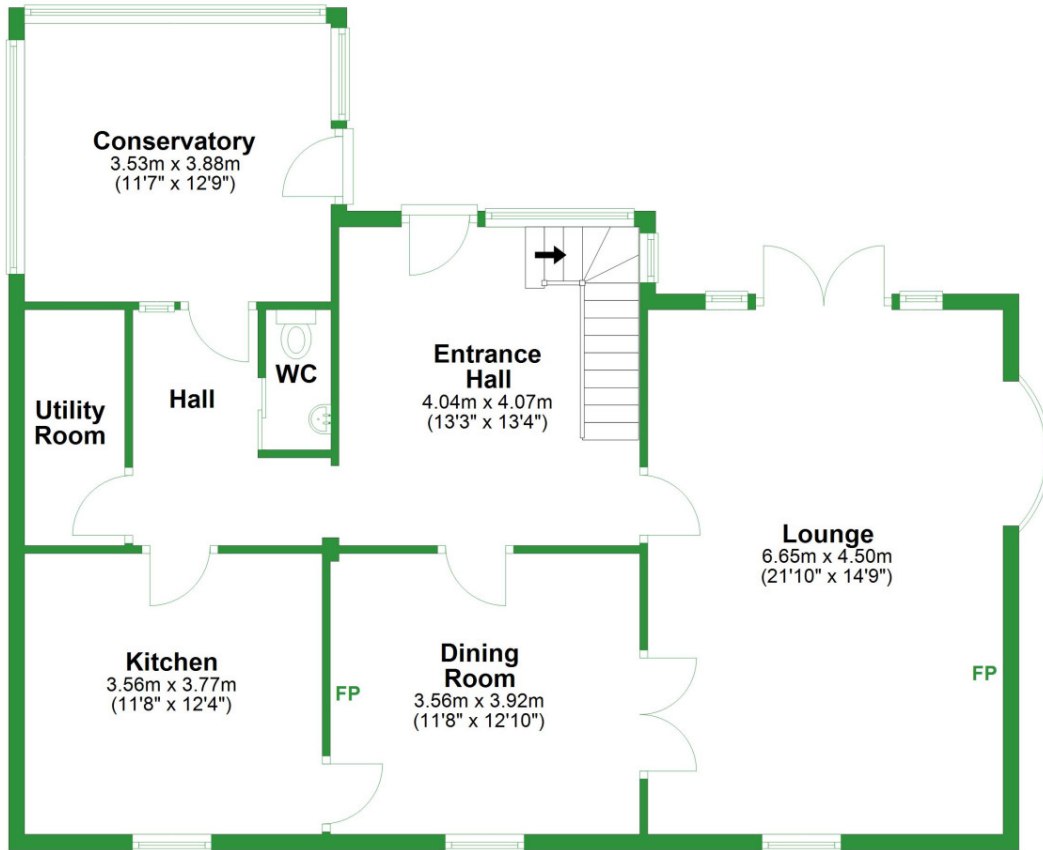 Conservatory
3.53m x 3.88m
(11'7" x 12'9")
Entrance
Hall
4.04m x 4.07m
(13'3" x 13'4")
WC
Hall
Utility
Room
Lounge
6.65m x 4.50m
(21'10" x 14'9")
Kitchen
3.56m x 3.77m
(11'8" x 12'4")
FP
Dining
Room
3.56m x 3.92m
(11'8" x 12'10")
FP